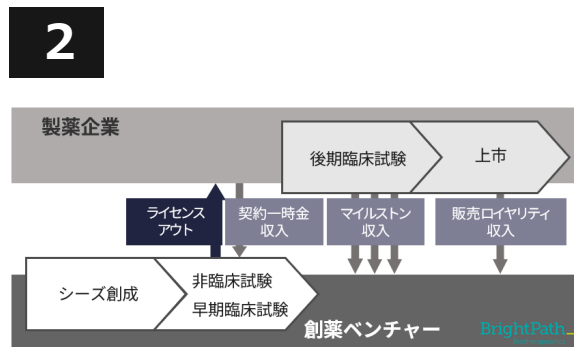 2
製薬企業
後期臨床試験
上市
ライセンス
アウト
契約一時金
収入
マイルストン
収入
販売ロイヤリティ
収入
シーズ創成
非臨床試験
早期臨床試験
創薬ベンチャー
BrightPath